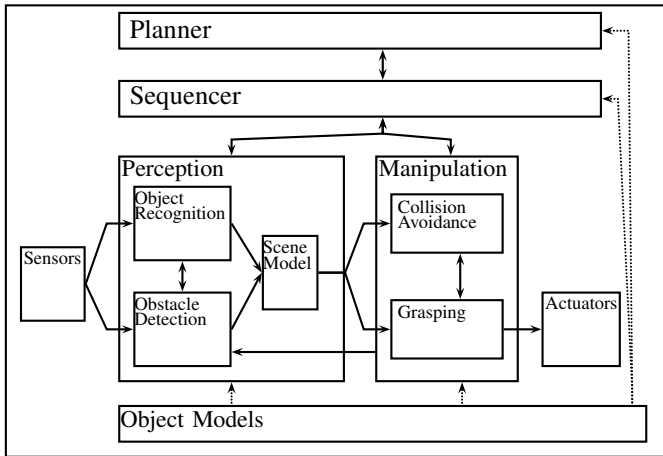 Planner
Sequencer
Perception
Manipulation
Object
Recognition
Collision
Avoidance
Sensors
Scene
Model
Obstacle
Detection
Grasping
Actuators
Object Models